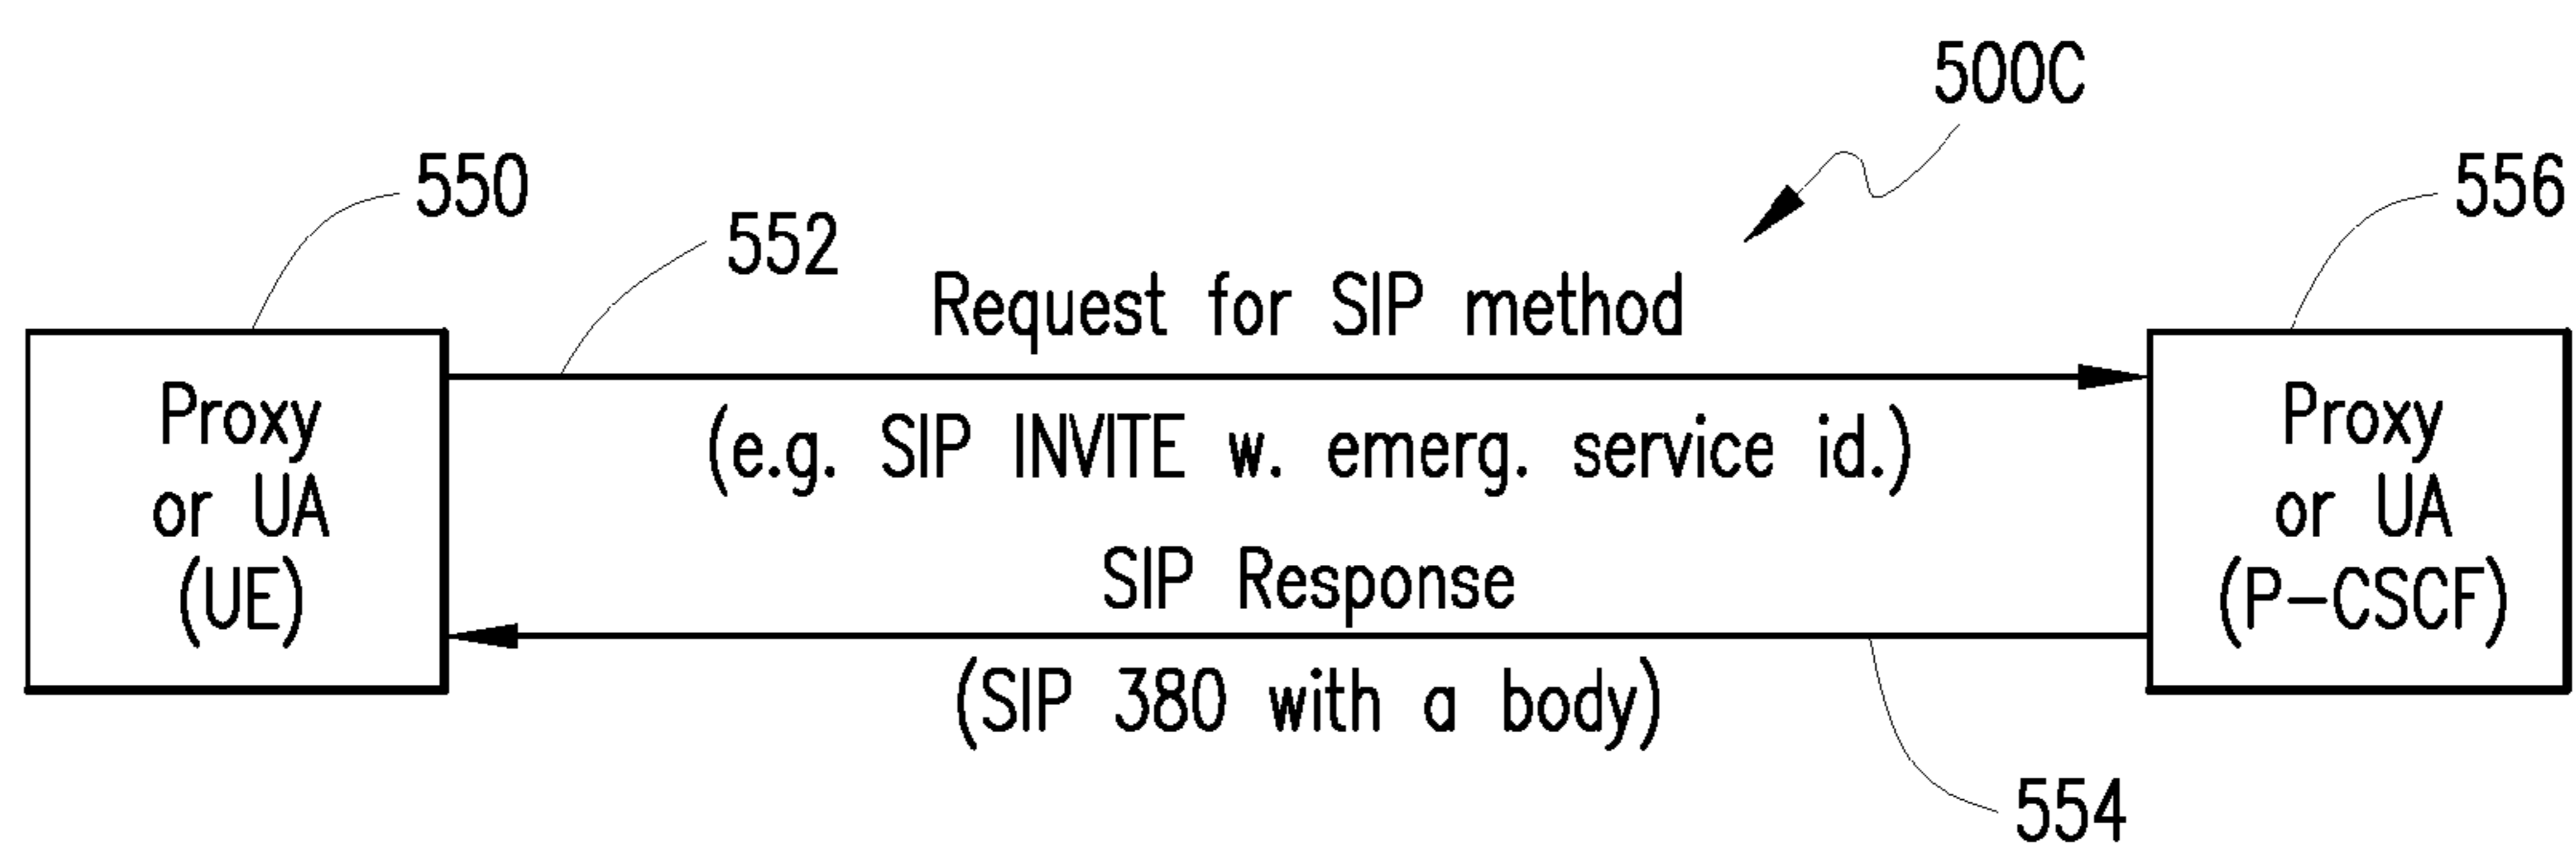 500C
550
552
556
Request for SIP method
(e.g. SIP INVITE w. emerg. service id.)
Proxy
or UA
(UE)
Proxy
or UA
(P-CSCF)
SIP Response
(SIP 380 with a body)
554